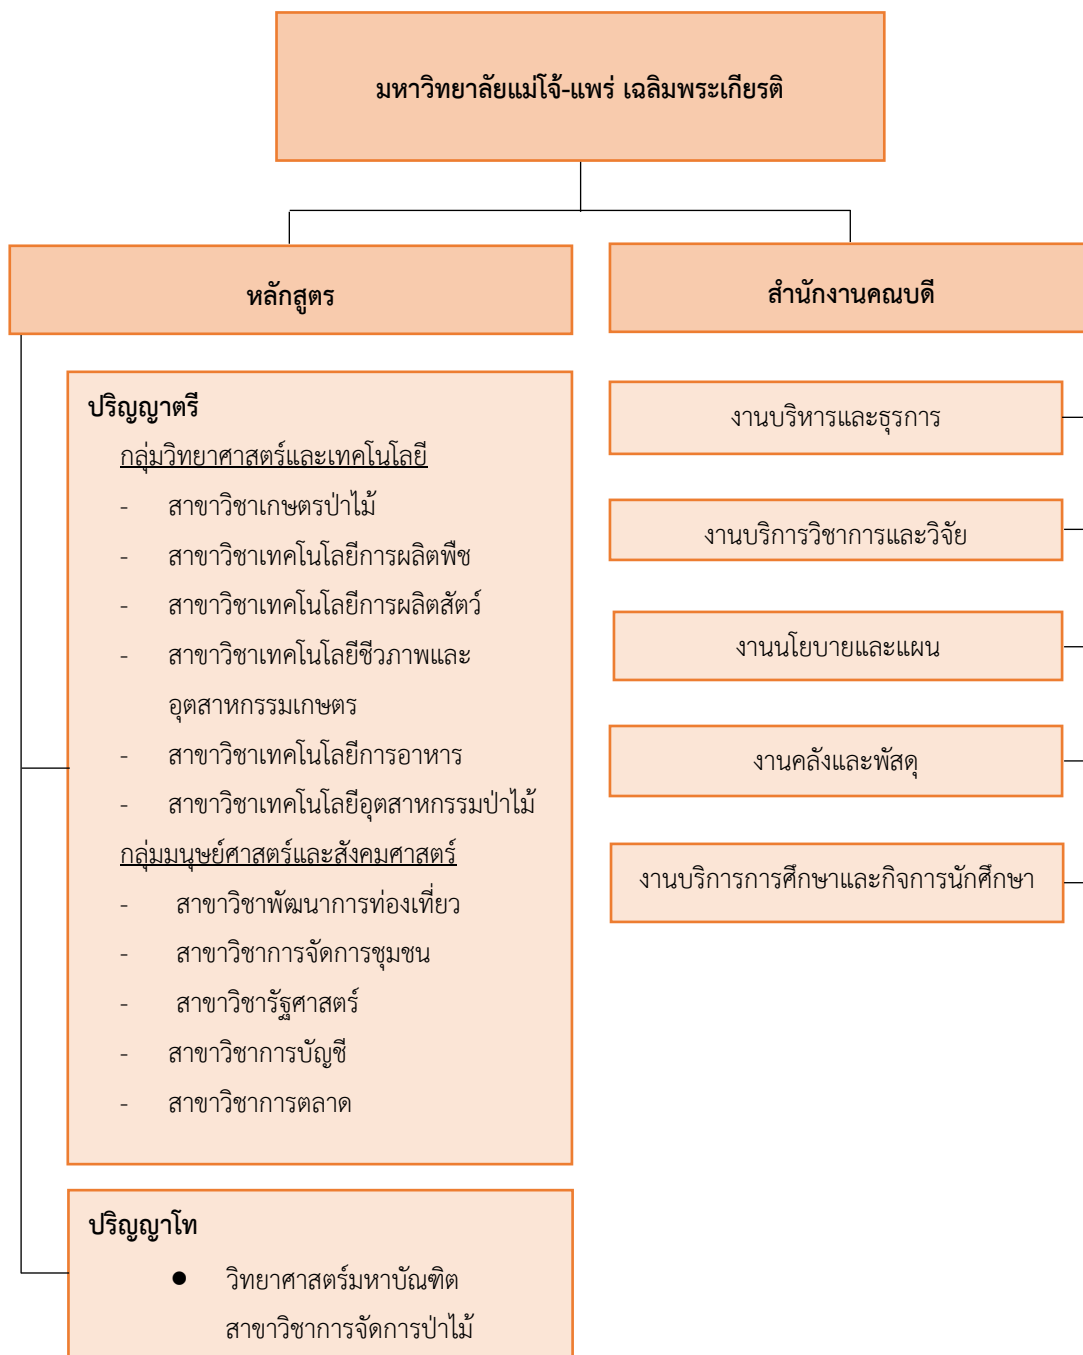 มหาวิทยาลัยแม่โจ้-แพร่ เฉลิมพระเกียรติ
หลักสูตร
สำนักงานคณบดี
ปริญญาตรี
กลุ่มวิทยาศาสตร์และเทคโนโลยี
- สาขาวิชาเกษตรป่าไม้
- สาขาวิชาเทคโนโลยีการผลิตพืช
- สาขาวิชาเทคโนโลยีการผลิตสัตว์
- สาขาวิชาเทคโนโลยีชีวภาพและ
อุตสาหกรรมเกษตร
- สาขาวิชาเทคโนโลยีการอาหาร
- สาขาวิชาเทคโนโลยีอุตสาหกรรมป่าไม้
กลุ่มมนุษย์ศาสตร์และสังคมศาสตร์
- สาขาวิชาพัฒนาการท่องเที่ยว
- สาขาวิชาการจัดการชุมชน
- สาขาวิชารัฐศาสตร์
- สาขาวิชาการบัญชี
- สาขาวิชาการตลาด
ปริญญาโท
● วิทยาศาสตร์มหาบัณฑิต
สาขาวิชาการจัดการป่าไม้
งานบริหารและธุรการ
งานบริการวิชาการและวิจัย
งานนโยบายและแผน
งานคลังและพัสดุ
งานบริการการศึกษาและกิจการนักศึกษา